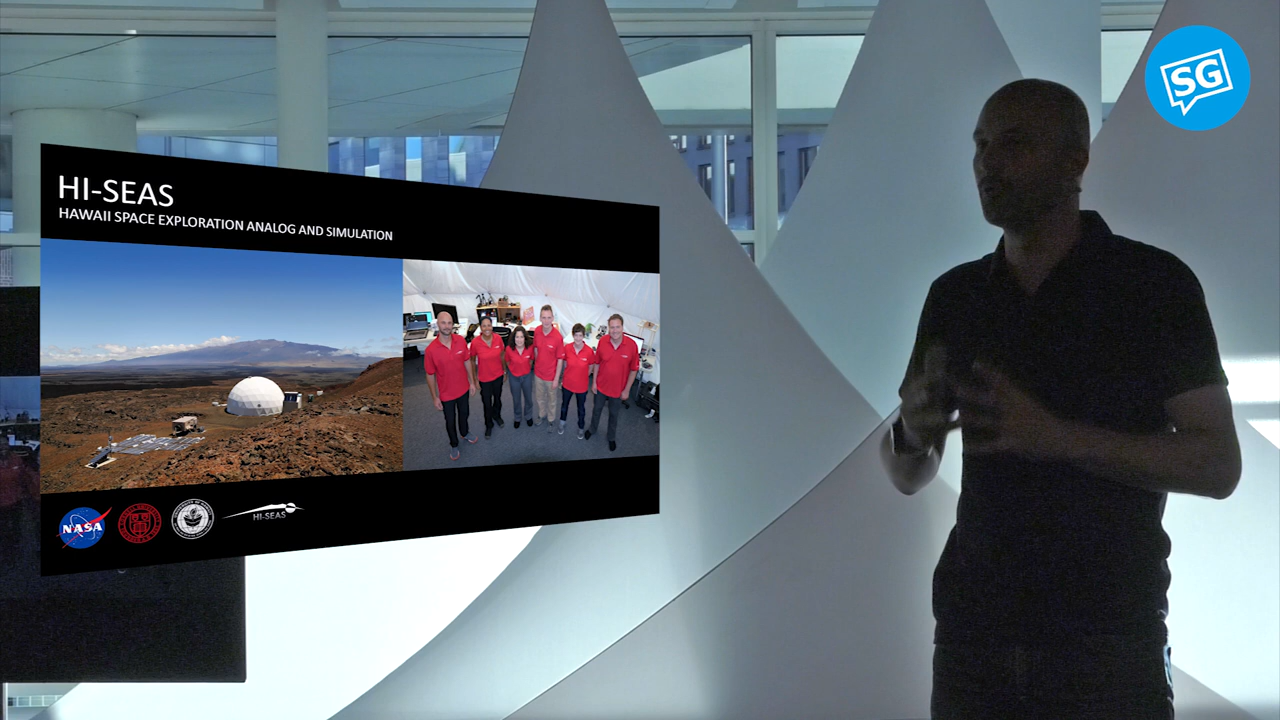 SG
HI-SEAS
HAWAII SPACE EXPLORATION ANALOG AND SIMULATION
NASA
HI-SEAS